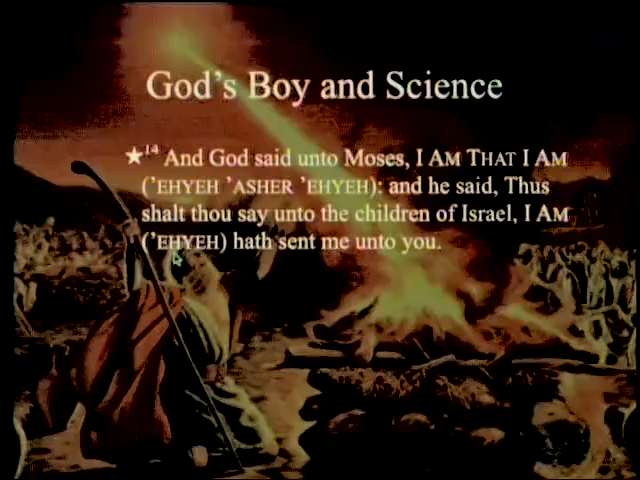 God's Boy and Science
★14 And God said unto Moses, I AM THAT I AM
('EHYEH 'ASHER 'EHYEH): and he said, Thus
shalt thou say unto the children of Israel, I AM
('EHYEH) hath sent me unto you.